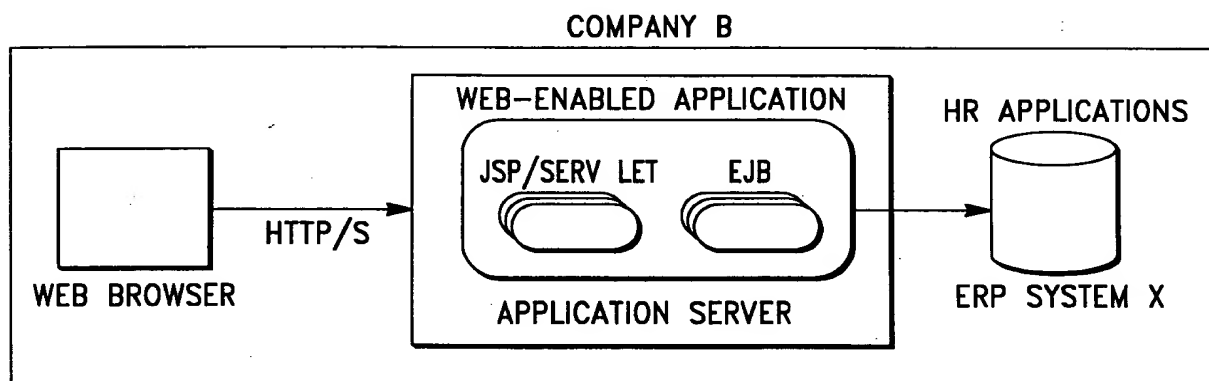 COMPANY B
WEB-ENABLED APPLICATION
HR APPLICATIONS
JSP/SERV LET
EJB
HTTP/S
WEB BROWSER
APPLICATION SERVER
ERP SYSTEM X